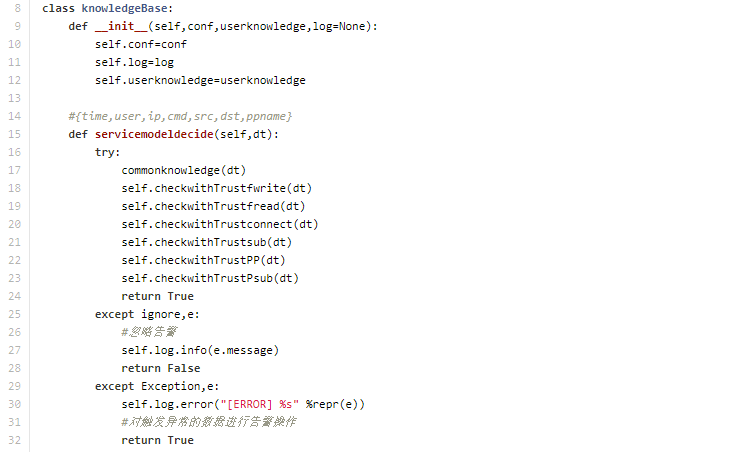 8 class knowledgeBase:
9     def __init__(self,conf,userknowledge,log=None):
10         self.conf=conf
11         self.log=log
12         self.userknowledge=userknowledge
13
14     #{time,user,ip,cmd,src,dst,ppname}
15     def servicemodeldecide(self,dt):
16         try:
17             commonknowledge(dt)
18             self.checkwithTrustfwrite(dt)
19             self.checkwithTrustfread(dt)
20             self.checkwithTrustconnect(dt)
21             self.checkwithTrustsub(dt)
22             self.checkwithTrustPP(dt)
23             self.checkwithTrustPsub(dt)
24             return True
25         except ignore,e:
26             #忽略告警
27             self.log.info(e.message)
28             return False
29         except Exception,e:
30             self.log.error("[ERROR] %s" %repr(e))
31             #对触发异常的数据进行告警操作
32             return True